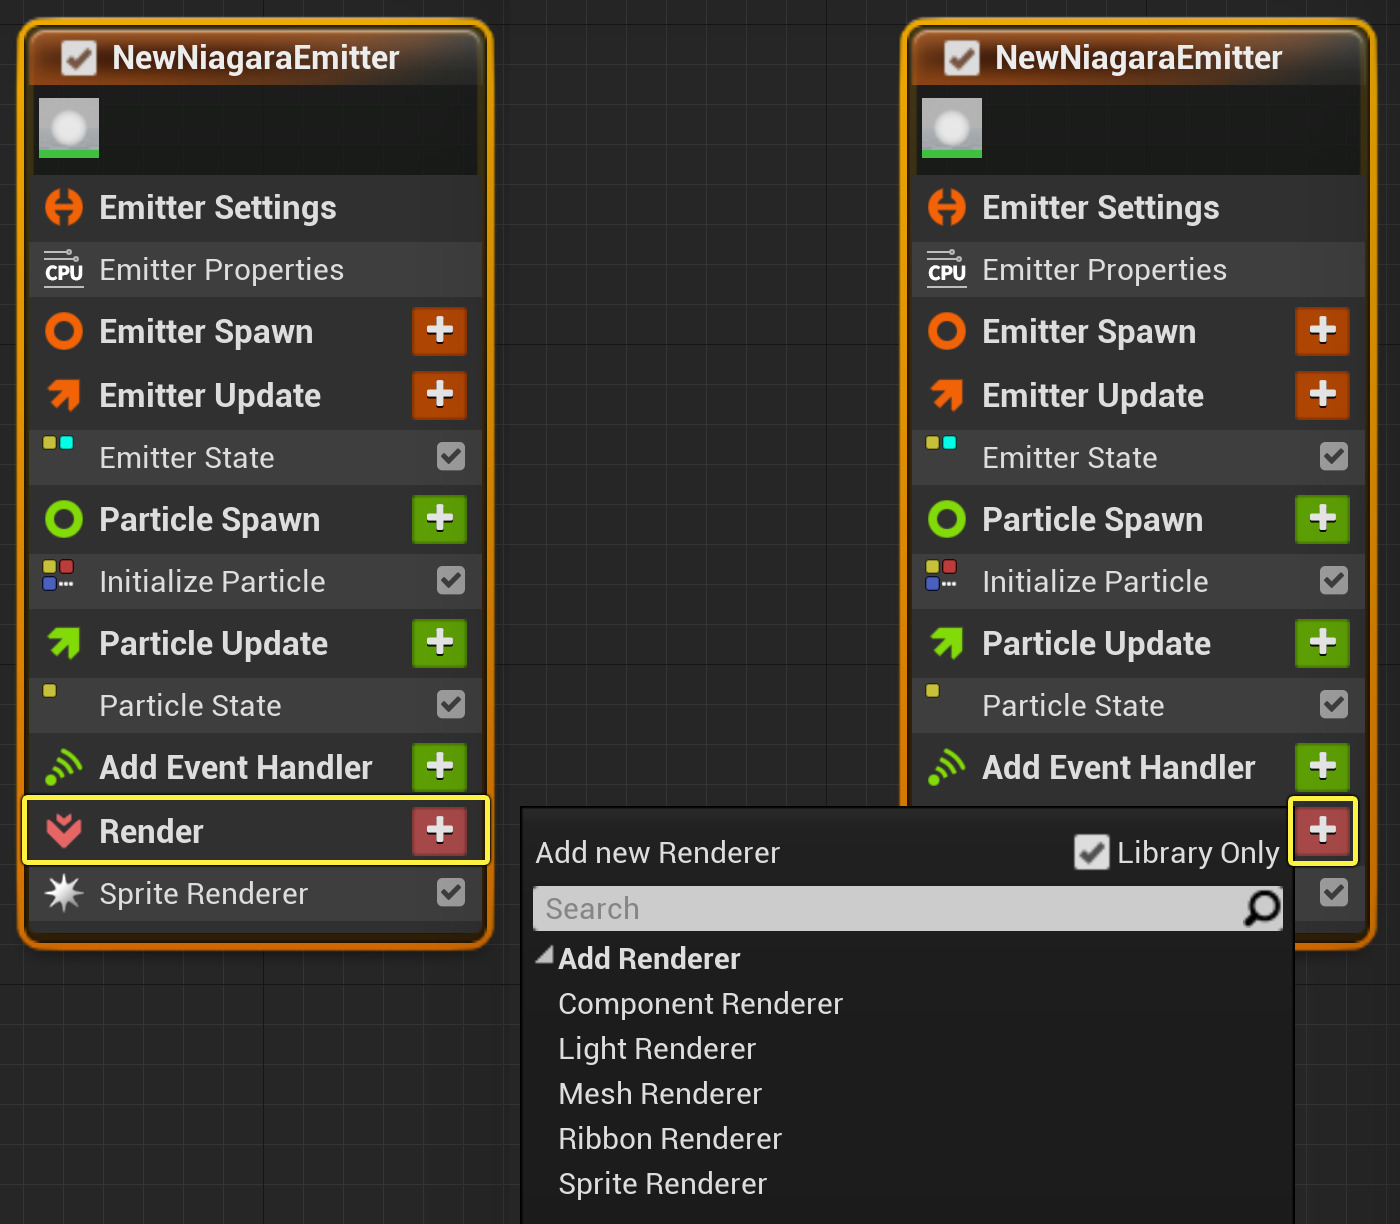 NewNiagaraEmitter
Emitter Settings
CPU Emitter Properties
Emitter Spawn
Emitter Update
Emitter State
Particle Spawn
Initialize Particle
Particle Update
Particle State
Add Event Handler
Render
Sprite Renderer
NewNiagaraEmitter
Emitter Settings
CPU Emitter Properties
Emitter Spawn
Emitter Update
Emitter State
Particle Spawn
Initialize Particle
Particle Update
Particle State
Add Event Handler
Add new Renderer Library Only
Search
Add Renderer
Component Renderer
Light Renderer
Mesh Renderer
Ribbon Renderer
Sprite Renderer